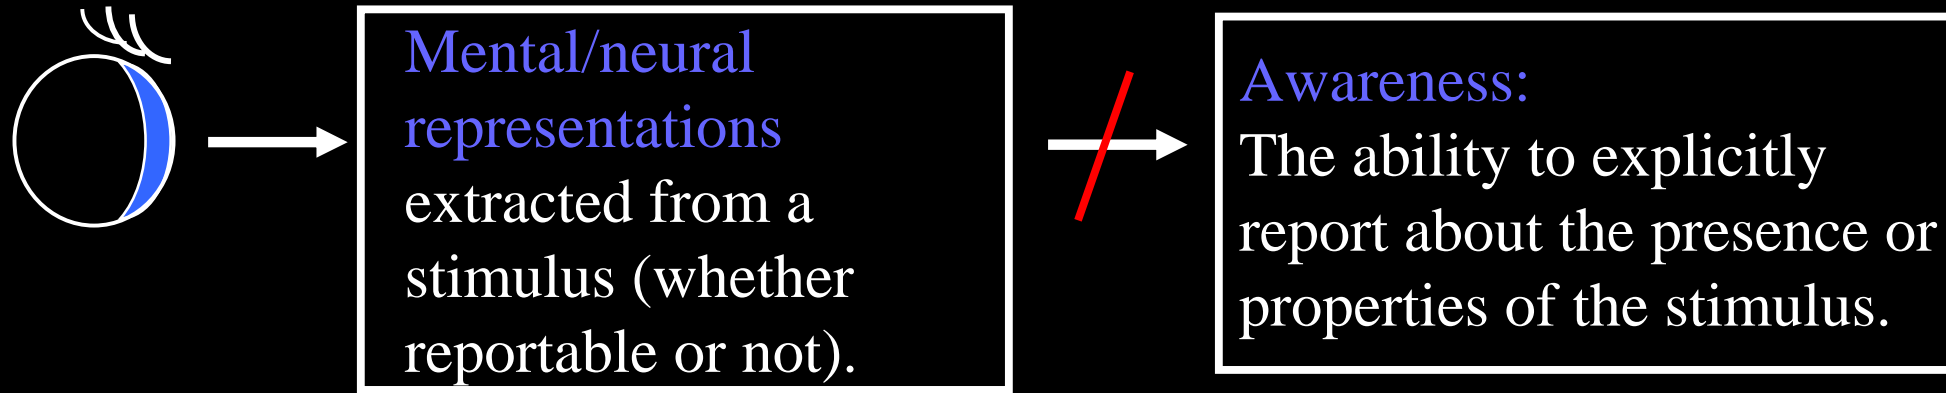 Mental/neural
representations
extracted from a
stimulus (whether
reportable or not).
Awareness:
The ability to explicitly
report about the presence or
properties of the stimulus.